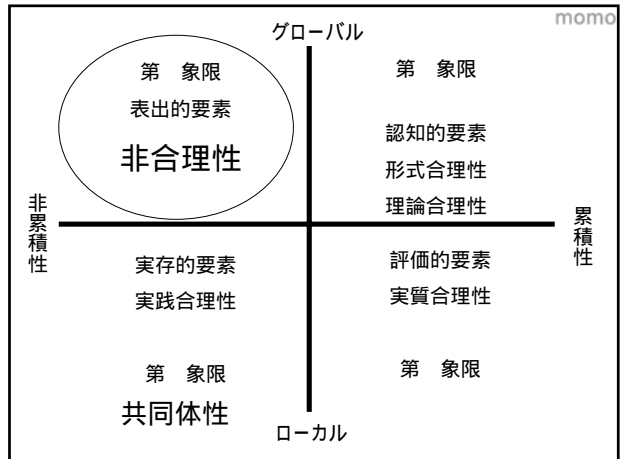 momo
グローバル
第 象限
表出的要素
非合理性
第 象限
認知的要素
形式合理性
理論合理性
非累積性
累積性
実存的要素
実践合理性
第 象限
共同体性
評価的要素
実質合理性
第 象限
ローカル